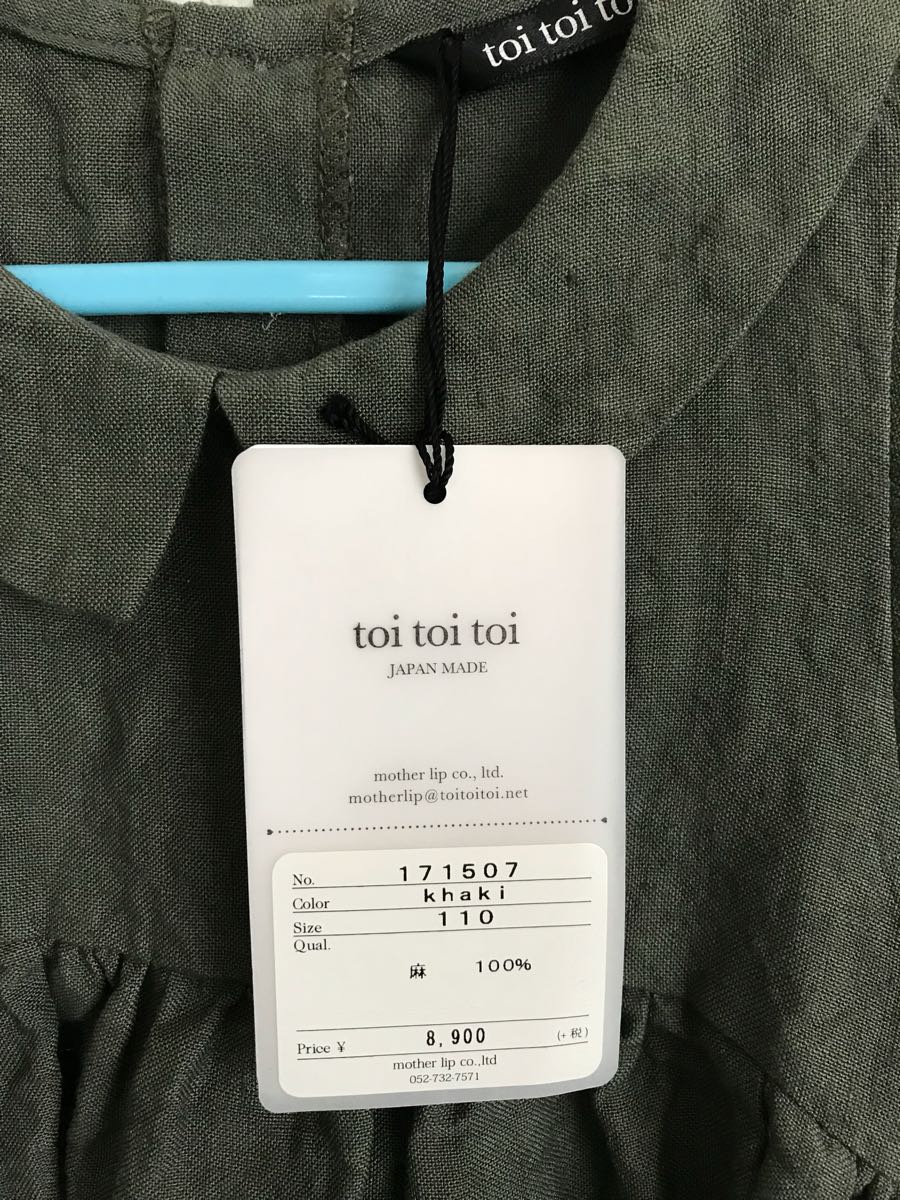 toi toi to
toi toi toi
JAPAN MADE
mother lip co., ltd.
motherlip@toitoitoi.net
No. 171507
Color khaki
Size 110
Qual.
麻 100%
Price ¥ 8,900 (+税)
mother lip co.,ltd
052-732-7571